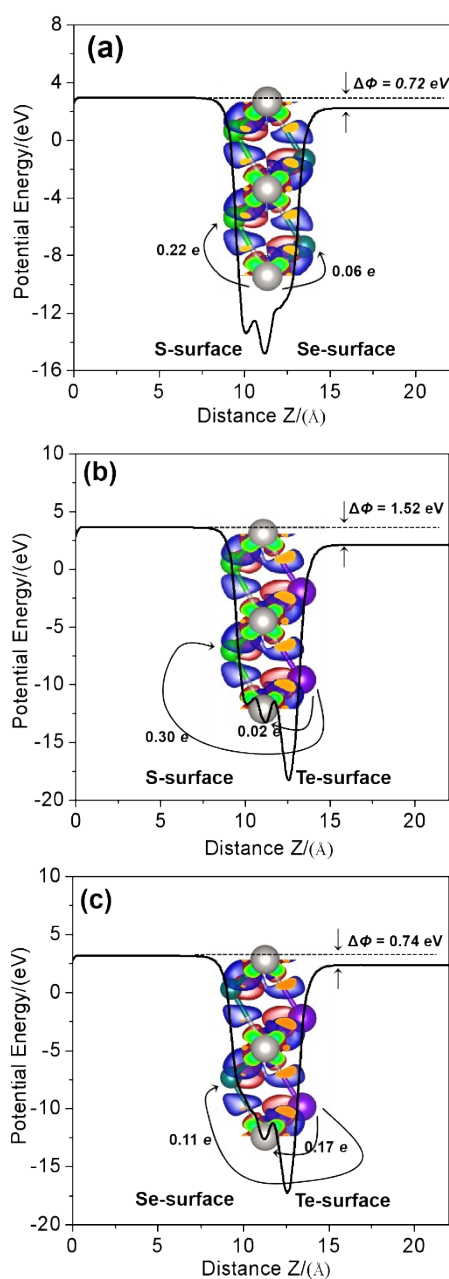 (a)
8
4
0
-4
-8
-12
-16
Potential Energy/(eV)
ΔΦ = 0.72 eV
0.22 e
0.06 e
S-surface
Se-surface
0 5 10 15 20
Distance Z/(Å)
(b)
10
5
0
-5
-10
-15
-20
Potential Energy/(eV)
ΔΦ = 1.52 eV
0.30 e
0.02 e
S-surface
Te-surface
0 5 10 15 20
Distance Z/(Å)
(c)
10
5
0
-5
-10
-15
-20
Potential Energy/(eV)
ΔΦ = 0.74 eV
0.11 e
0.17 e
Se-surface
Te-surface
0 5 10 15 20
Distance Z/(Å)